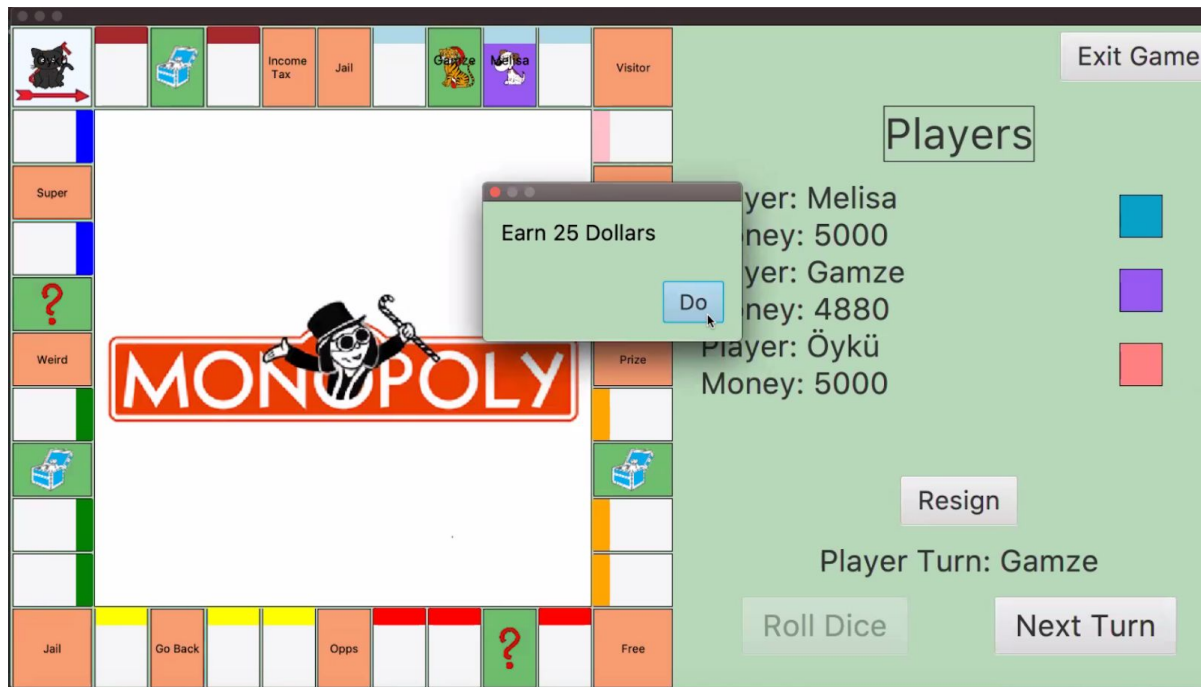 Income
Tax
Jail
Gamze
Melisa
Visitor
Exit Game
Players
Super
Earn 25 Dollars
Do
yer: Melisa
ney: 5000
yer: Gamze
ney: 4880
Player: Öykü
Money: 5000
?
Weird
MONOPOLY
Prize
Resign
Player Turn: Gamze
Roll Dice
Next Turn
Jail
Go Back
Opps
?
Free